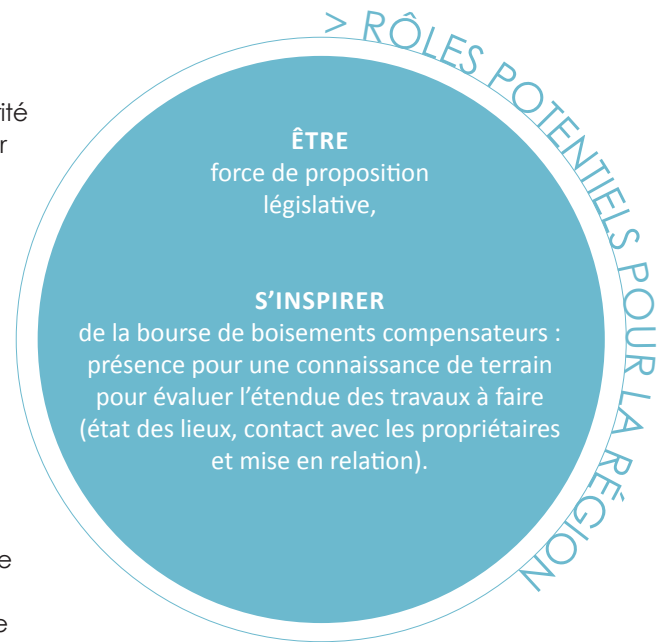 > RÔLES POTENTIELS POUR LA RÉGION
ÊTRE
force de proposition
législative,
S'INSPIRER
de la bourse de boisements compensateurs :
présence pour une connaissance de terrain
pour évaluer l'étendue des travaux à faire
(état des lieux, contact avec les propriétaires
et mise en relation).